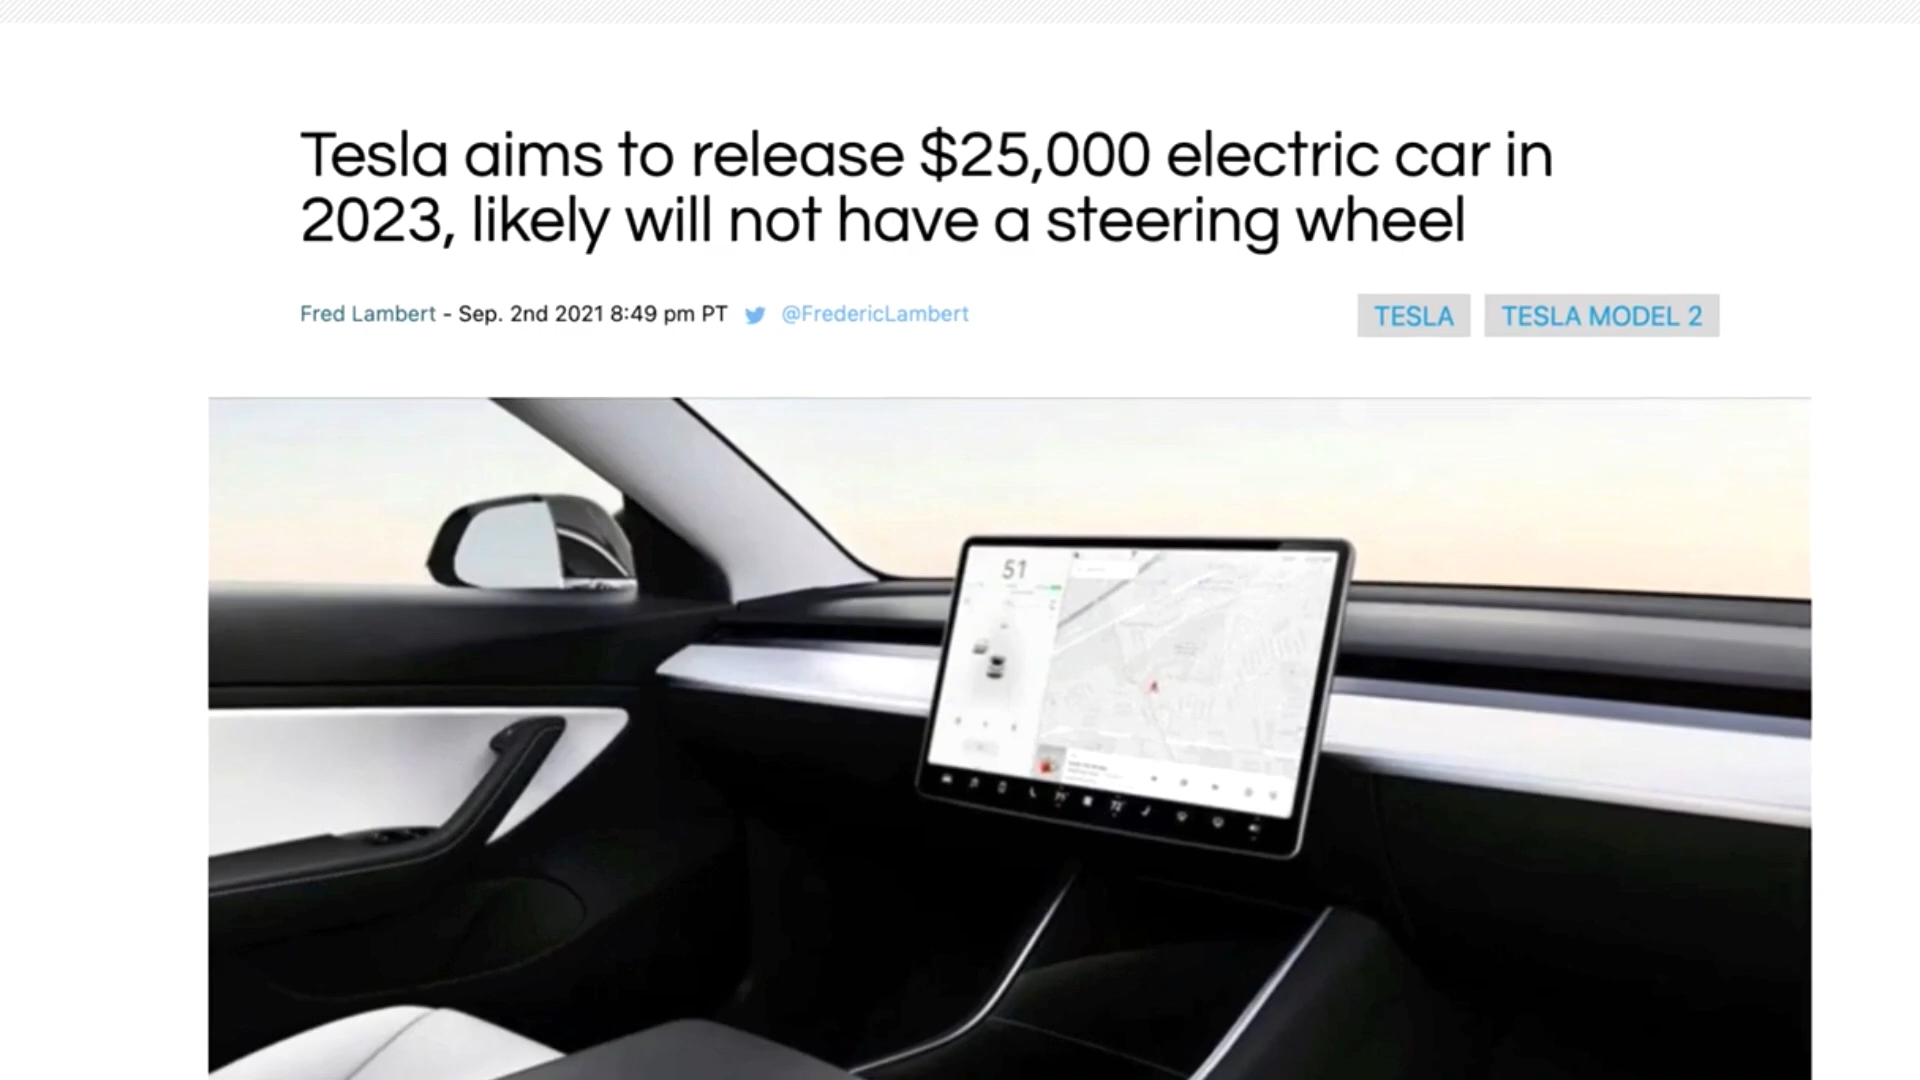 Tesla aims to release $25,000 electric car in
2023, likely will not have a steering wheel
Fred Lambert - Sep. 2nd 2021 8:49 pm PT @FredericLambert
TESLA TESLA MODEL 2
51